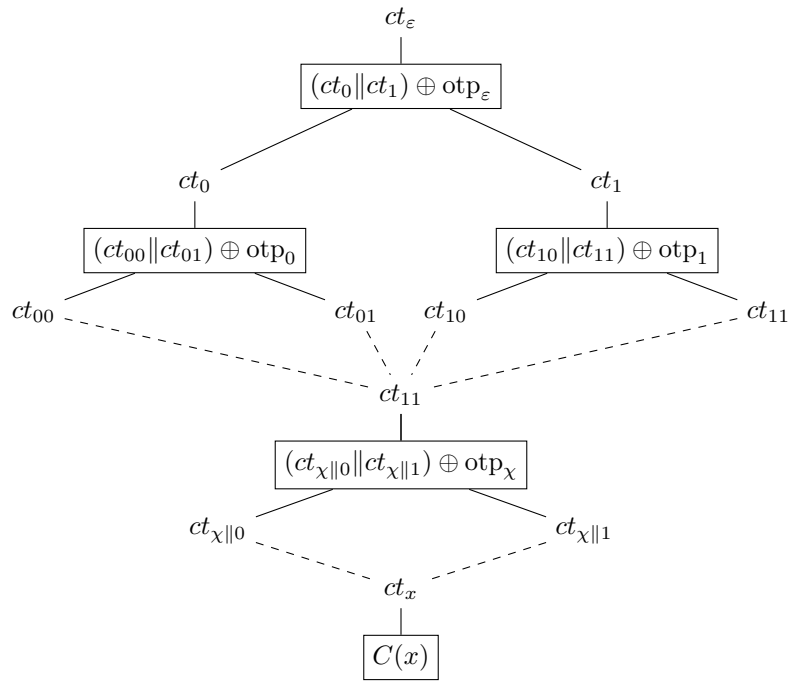 ct_ε
(ct_0∥ct_1) ⊕ otp_ε
ct_0 ct_1
(ct_00∥ct_01) ⊕ otp_0 (ct_10∥ct_11) ⊕ otp_1
ct_00 ct_01 ct_10 ct_11
ct_11
(ct_χ∥0∥ct_χ∥1) ⊕ otp_χ
ct_χ∥0 ct_χ∥1
ct_x
C(x)